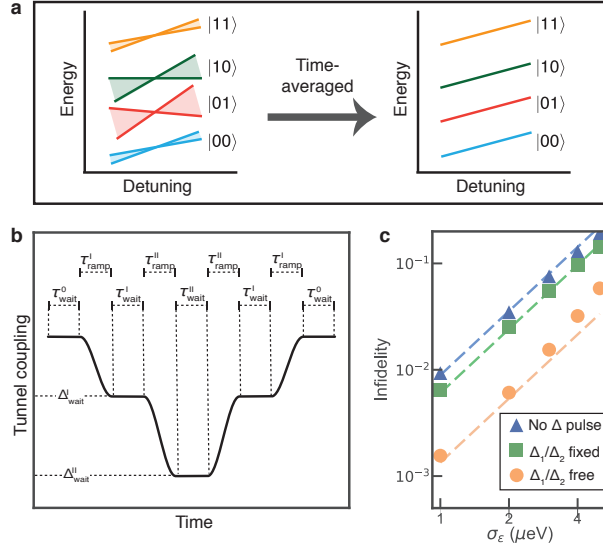 a
Energy
|11⟩
|10⟩
|01⟩
|00⟩
Detuning
Time-
averaged
Energy
|11⟩
|10⟩
|01⟩
|00⟩
Detuning
b
Tunnel coupling
τ^I_ramp
τ^II_ramp
τ^II_ramp
τ^I_ramp
τ^0_wait
τ^I_wait
τ^II_wait
τ^I_wait
τ^0_wait
Δ^I_wait
Δ^II_wait
Time
c
Infidelity
10⁻¹
10⁻²
10⁻³
No Δ pulse
Δ₁/Δ₂ fixed
Δ₁/Δ₂ free
1
2
4
5
σ_ε (μeV)